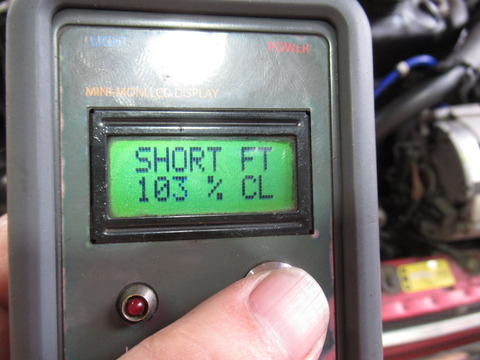 POWER
MINI-MONI LCD DISPLAY
SHORT FT
103 % CL